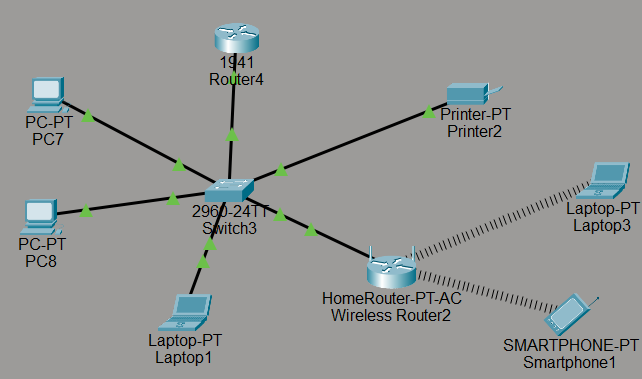 1941
Router4
PC-PT
PC7
Printer-PT
Printer2
PC-PT
PC8
2960-24TT
Switch3
Laptop-PT
Laptop3
HomeRouter-PT-AC
Wireless Router2
Laptop-PT
Laptop1
SMARTPHONE-PT
Smartphone1